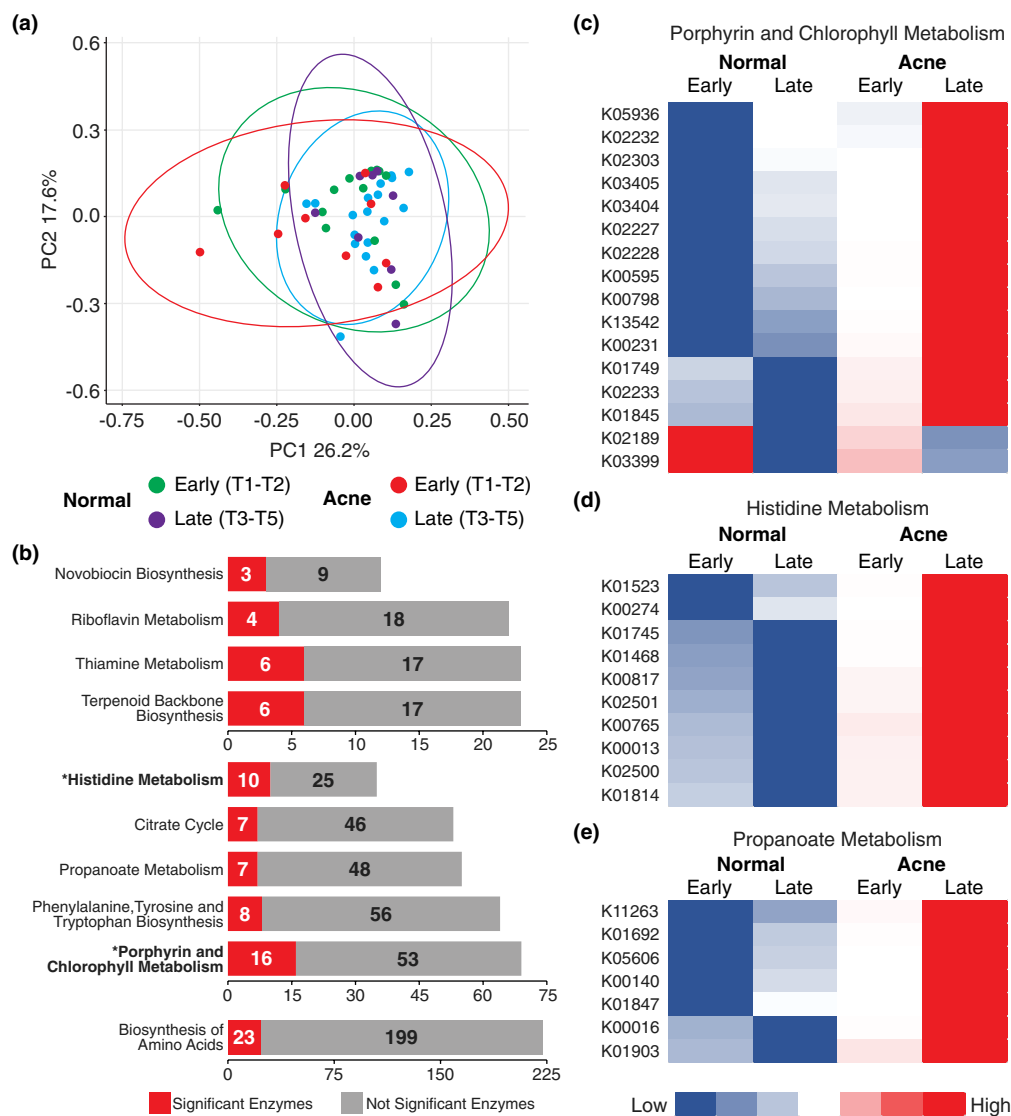 (a)
0.6
0.3
0.0
-0.3
-0.6
PC2 17.6%
-0.75
-0.50
-0.25
0.00
0.25
0.50
PC1 26.2%
Normal
Early (T1-T2)
Late (T3-T5)
Acne
Early (T1-T2)
Late (T3-T5)
(b)
Novobiocin Biosynthesis
3
9
Riboflavin Metabolism
4
18
Thiamine Metabolism
6
17
Terpenoid Backbone
Biosynthesis
6
17
0
5
10
15
20
25
*Histidine Metabolism
10
25
Citrate Cycle
7
46
Propanoate Metabolism
7
48
Phenylalanine,Tyrosine and
Tryptophan Biosynthesis
8
56
*Porphyrin and
Chlorophyll Metabolism
16
53
0
15
30
45
60
75
Biosynthesis of
Amino Acids
23
199
0
75
150
225
Significant Enzymes
Not Significant Enzymes
(c)
Porphyrin and Chlorophyll Metabolism
Normal Acne
Early Late Early Late
K05936
K02232
K02303
K03405
K03404
K02227
K02228
K00595
K00798
K13542
K00231
K01749
K02233
K01845
K02189
K03399
(d)
Histidine Metabolism
Normal Acne
Early Late Early Late
K01523
K00274
K01745
K01468
K00817
K02501
K00765
K00013
K02500
K01814
(e)
Propanoate Metabolism
Normal Acne
Early Late Early Late
K11263
K01692
K05606
K00140
K01847
K00016
K01903
Low High